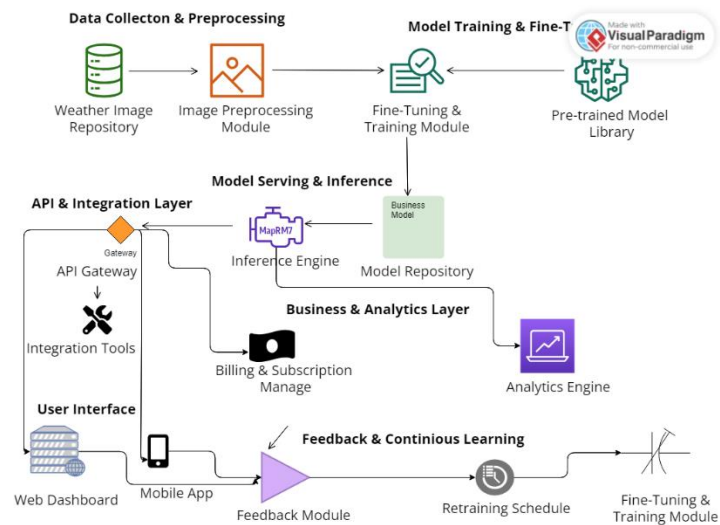 Data Collecton & Preprocessing
Model Training & Fine-T
Made with
Visual Paradigm
For non-commercial use
Weather Image
Repository
Image Preprocessing
Module
Fine-Tuning &
Training Module
Pre-trained Model
Library
Model Serving & Inference
API & Integration Layer
Business
Model
MapRM7
Gateway
Inference Engine
Model Repository
API Gateway
Business & Analytics Layer
Integration Tools
Billing & Subscription
Manage
Analytics Engine
User Interface
Feedback & Continious Learning
Web Dashboard
Mobile App
Feedback Module
Retraining Schedule
Fine-Tuning &
Training Module